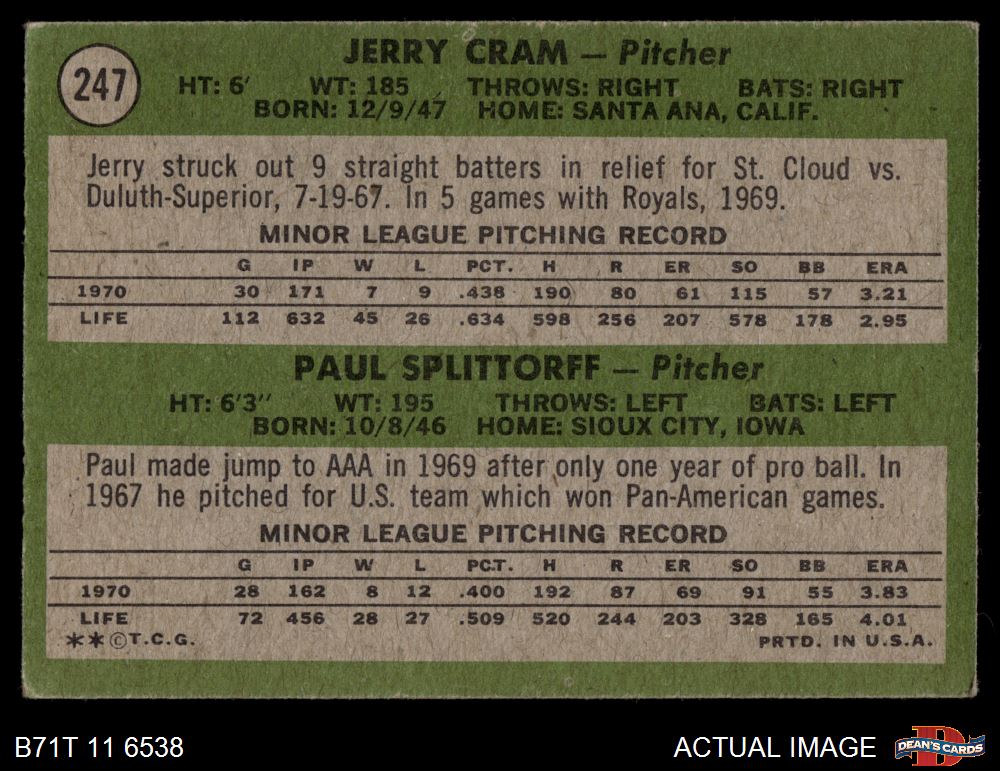 247
JERRY CRAM — Pitcher
HT: 6' WT: 185 THROWS: RIGHT BATS: RIGHT
BORN: 12/9/47 HOME: SANTA ANA, CALIF.
Jerry struck out 9 straight batters in relief for St. Cloud vs.
Duluth-Superior, 7-19-67. In 5 games with Royals, 1969.
MINOR LEAGUE PITCHING RECORD
G IP W L PCT. H R ER SO BB ERA
1970 30 171 7 9 .438 190 80 61 115 57 3.21
LIFE 112 632 45 26 .634 598 256 207 578 178 2.95
PAUL SPLITTORFF — Pitcher
HT: 6'3" WT: 195 THROWS: LEFT BATS: LEFT
BORN: 10/8/46 HOME: SIOUX CITY, IOWA
Paul made jump to AAA in 1969 after only one year of pro ball. In
1967 he pitched for U.S. team which won Pan-American games.
MINOR LEAGUE PITCHING RECORD
G IP W L PCT. H R ER SO BB ERA
1970 28 162 8 12 .400 192 87 69 91 55 3.83
LIFE 72 456 28 27 .509 520 244 203 328 165 4.01
**©T.C.G. PRTD. IN U.S.A.
B71T 11 6538 ACTUAL IMAGE DEAN'S CARDS